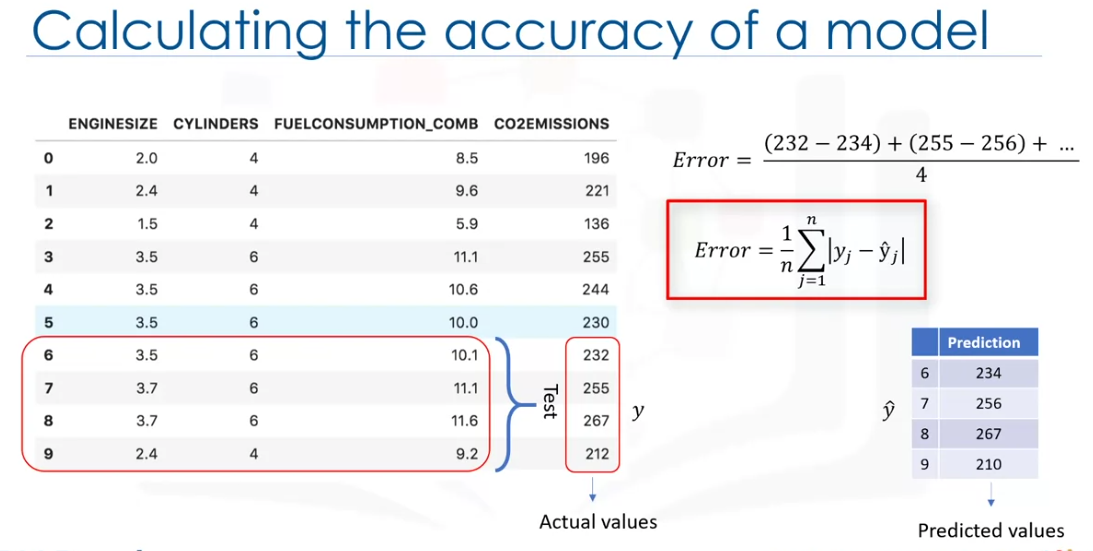 Calculating the accuracy of a model
ENGINESIZE CYLINDERS FUELCONSUMPTION_COMB CO2EMISSIONS
0 2.0 4 8.5 196
1 2.4 4 9.6 221
2 1.5 4 5.9 136
3 3.5 6 11.1 255
4 3.5 6 10.6 244
5 3.5 6 10.0 230
6 3.5 6 10.1 232
7 3.7 6 11.1 255
8 3.7 6 11.6 267
9 2.4 4 9.2 212
Test
y
Actual values
Error = \frac{(232 − 234) + (255 − 256) + ...}{4}
Error = \frac{1}{n} \sum_{j=1}^{n} |y_j − ŷ_j|
ŷ
Prediction
6 234
7 256
8 267
9 210
Predicted values